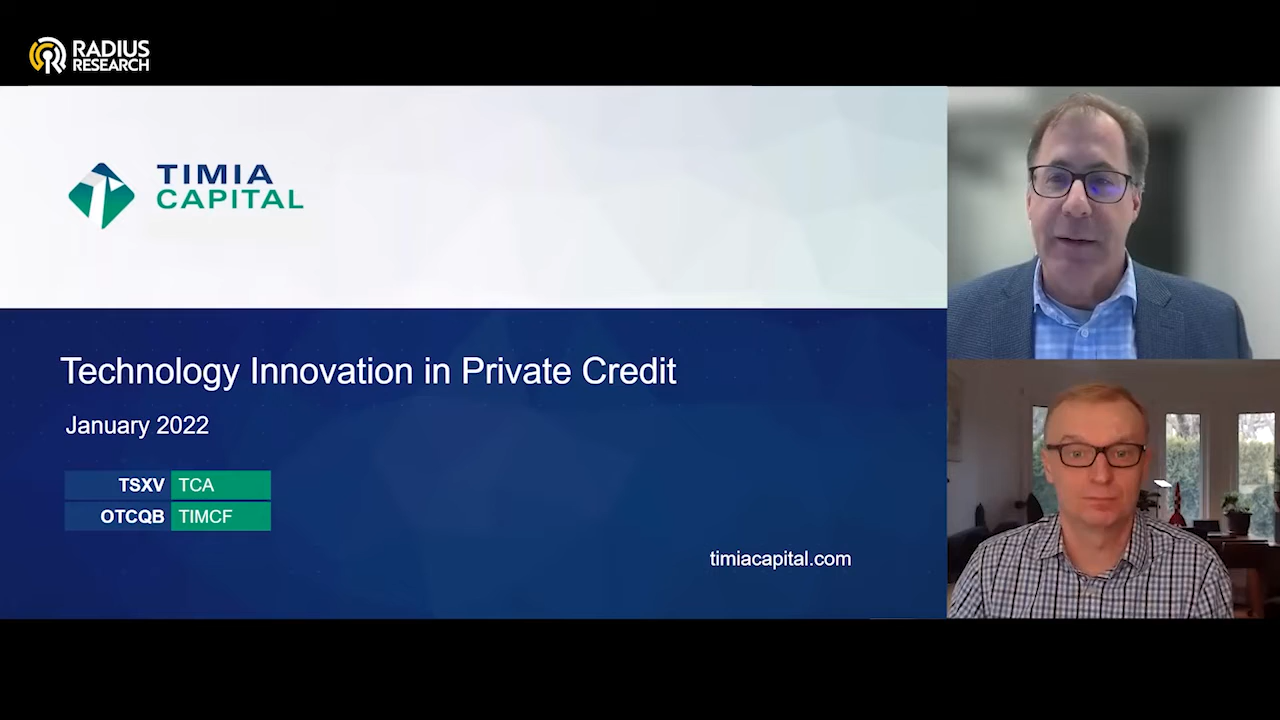 RADIUS
RESEARCH
TIMIA
CAPITAL
Technology Innovation in Private Credit
January 2022
TSXV TCA
OTCQB TIMCF
timiacapital.com